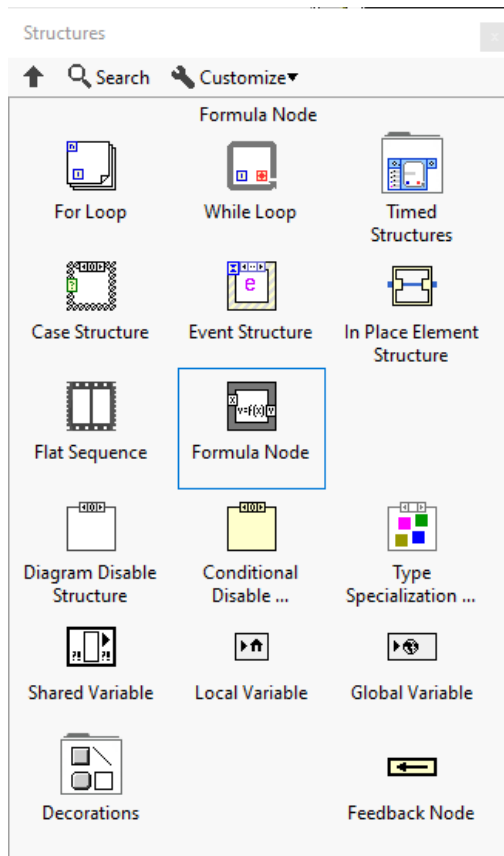 Structures
Search
Customize▾
Formula Node
For Loop
While Loop
Timed
Structures
Case Structure
Event Structure
In Place Element
Structure
Flat Sequence
Formula Node
Diagram Disable
Structure
Conditional
Disable ...
Type
Specialization ...
Shared Variable
Local Variable
Global Variable
Decorations
Feedback Node